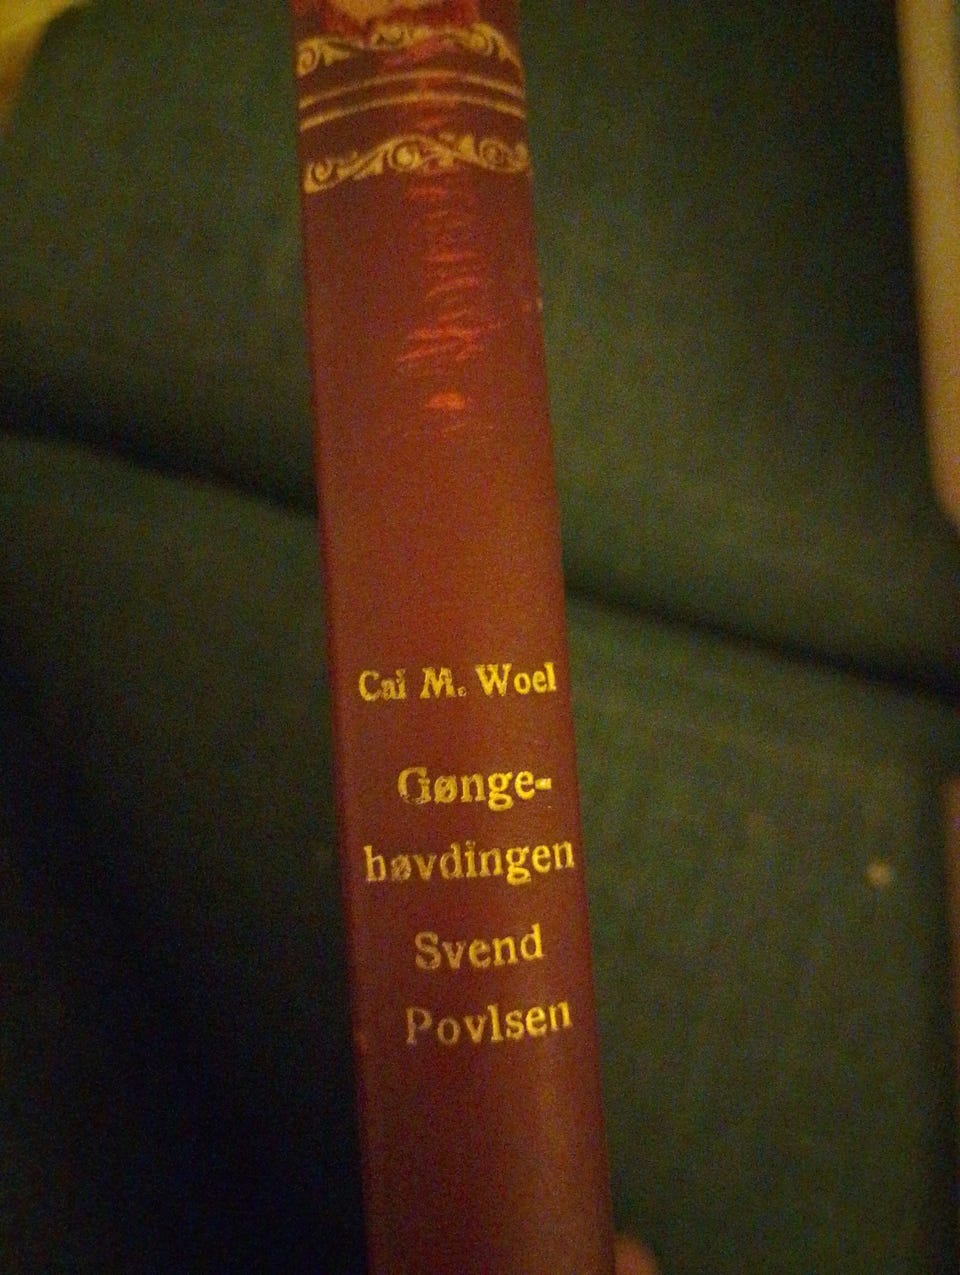 Cai M. Woel
Gønge-
høvdingen
Svend
Povlsen